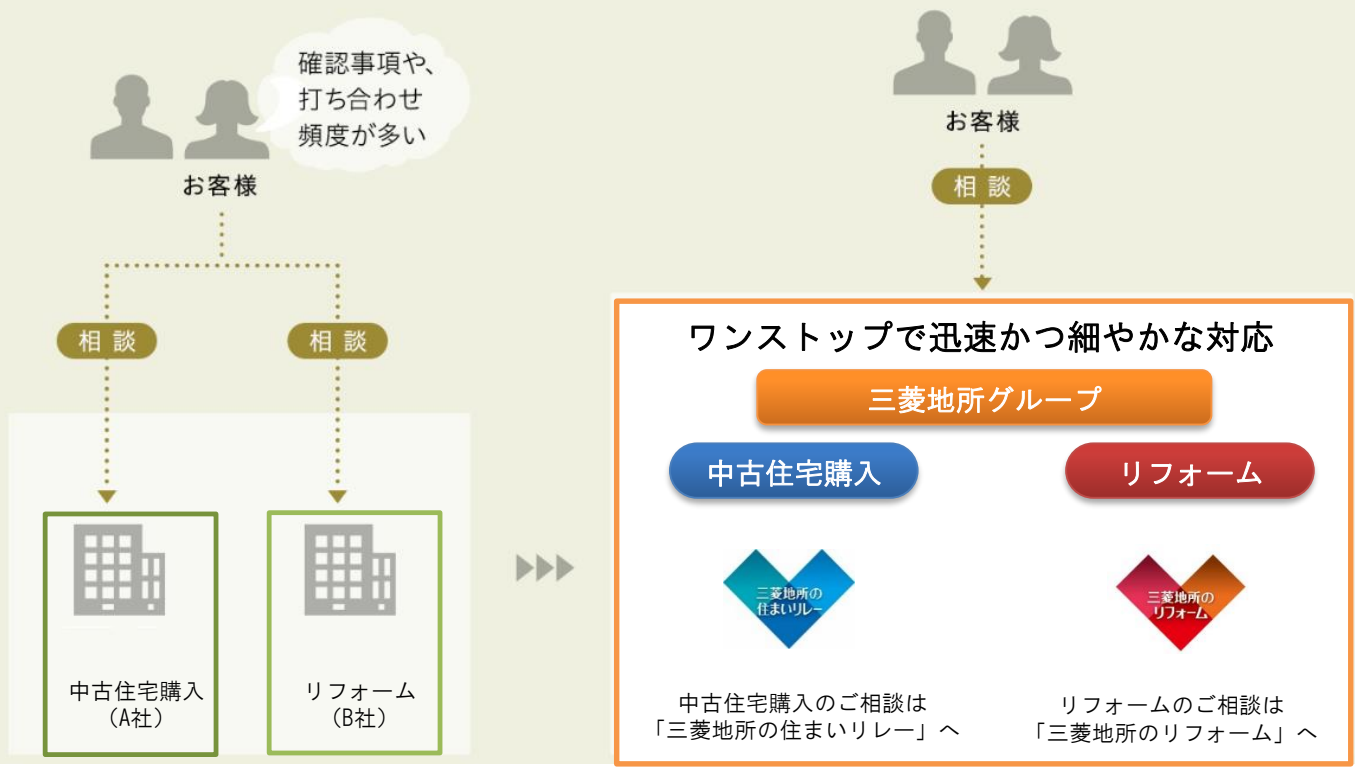 確認事項や、
打ち合わせ
頻度が多い
お客様
相談
相談
中古住宅購入
（A社）
リフォーム
（B社）
お客様
相談
ワンストップで迅速かつ細やかな対応
三菱地所グループ
中古住宅購入
リフォーム
三菱地所の
住まいリレー
三菱地所の
リフォーム
中古住宅購入のご相談は
「三菱地所の住まいリレー」へ
リフォームのご相談は
「三菱地所のリフォーム」へ